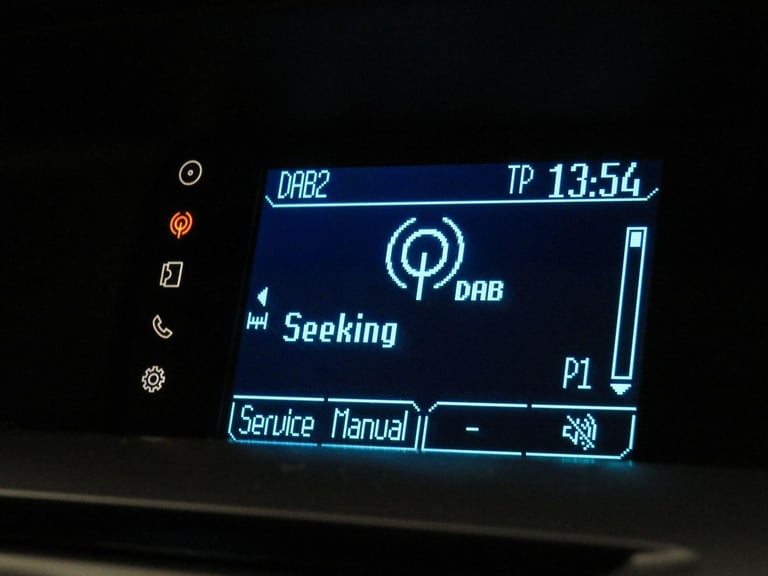 DAB2 TP 13:54
DAB
Seeking
P1
Service Manual -